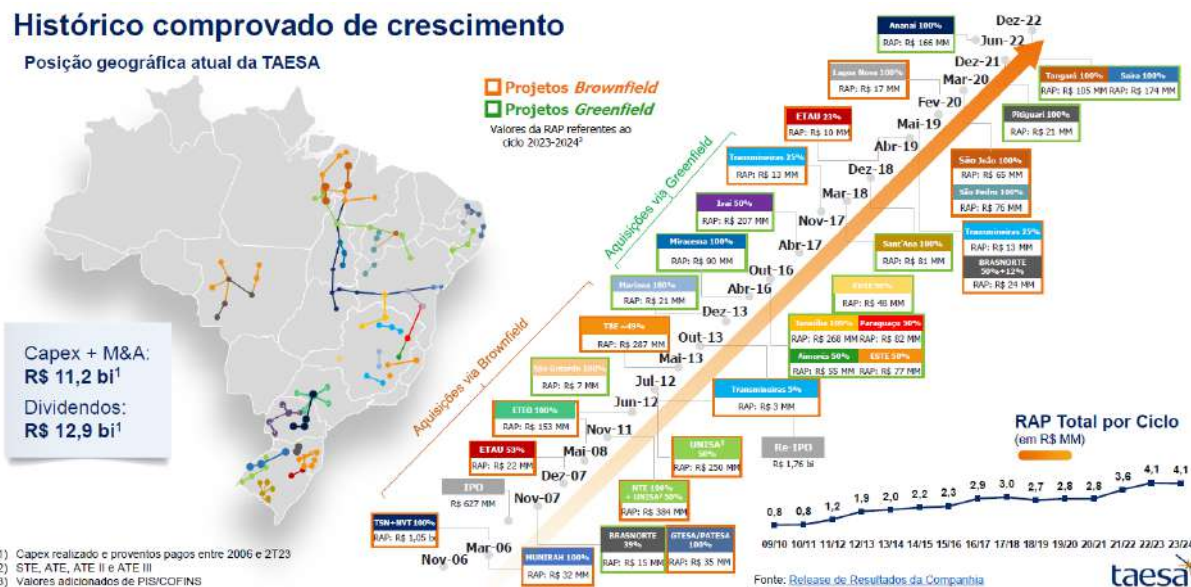 Histórico comprovado de crescimento
Posição geográfica atual da TAESA
Projetos Brownfield
Projetos Greenfield
Valores da RAP referentes ao
ciclo 2023-2024²
Capex + M&A:
R$ 11,2 bi¹
Dividendos:
R$ 12,9 bi¹
Aquisições via Brownfield
Aquisições via Greenfield
Dez-22
Ananaí 100%
RAP: R$ 166 MM
Jun-22
Dez-21
Tangará 100% Saíra 100%
RAP: R$ 105 MM RAP: R$ 174 MM
Lagoa Nova 100%
RAP: R$ 17 MM
Mar-20
Fev-20
Pitiguari 100%
RAP: R$ 21 MM
ETAU 23%
RAP: R$ 10 MM
Mai-19
Abr-19
São João 100%
RAP: R$ 65 MM
São Pedro 100%
RAP: R$ 76 MM
Transmineiras 25%
RAP: R$ 13 MM
Dez-18
Mar-18
Transmineiras 25%
RAP: R$ 13 MM
BRASNORTE
50%+12%
RAP: R$ 24 MM
Ivaí 50%
RAP: R$ 207 MM
Nov-17
Sant'Ana 100%
RAP: R$ 81 MM
Miracema 100%
RAP: R$ 90 MM
Abr-17
Out-16
RAP: R$ 48 MM
Mariana 100%
RAP: R$ 21 MM
Abr-16
Dez-13
Janaúba 100% Paraguaçu 50%
RAP: R$ 268 MM RAP: R$ 82 MM
Aimorés 50% ESTE 50%
RAP: R$ 55 MM RAP: R$ 77 MM
TBE ~49%
RAP: R$ 287 MM
Out-13
Mai-13
São Gotardo 100%
RAP: R$ 7 MM
Jul-12
Jun-12
Transmineiras 5%
RAP: R$ 3 MM
ETEO 100%
RAP: R$ 153 MM
Nov-11
Re-IPO
R$ 1,76 bi
ETAU 53%
RAP: R$ 22 MM
Mai-08
UNISA² 50%
RAP: R$ 250 MM
Dez-07
NTE 100%
+ UNISA² 50%
RAP: R$ 384 MM
IPO
R$ 627 MM
Nov-07
TSN+NVT 100%
RAP: R$ 1,05 bi
BRASNORTE
39%
RAP: R$ 15 MM
GTESA/PATESA
100%
RAP: R$ 35 MM
Mar-06
Nov-06
MUNIRAH 100%
RAP: R$ 32 MM
RAP Total por Ciclo
(em R$ MM)
0,8 0,8 1,2 1,9 2,0 2,2 2,3 2,9 3,0 2,7 2,8 2,8 3,6 4,1 4,1
09/10 10/11 11/12 12/13 13/14 14/15 15/16 16/17 17/18 18/19 19/20 20/21 21/22 22/23 23/24
1) Capex realizado e proventos pagos entre 2006 e 2T23
2) STE, ATE, ATE II e ATE III
3) Valores adicionados de PIS/COFINS
Fonte: Release de Resultados da Companhia
taesa